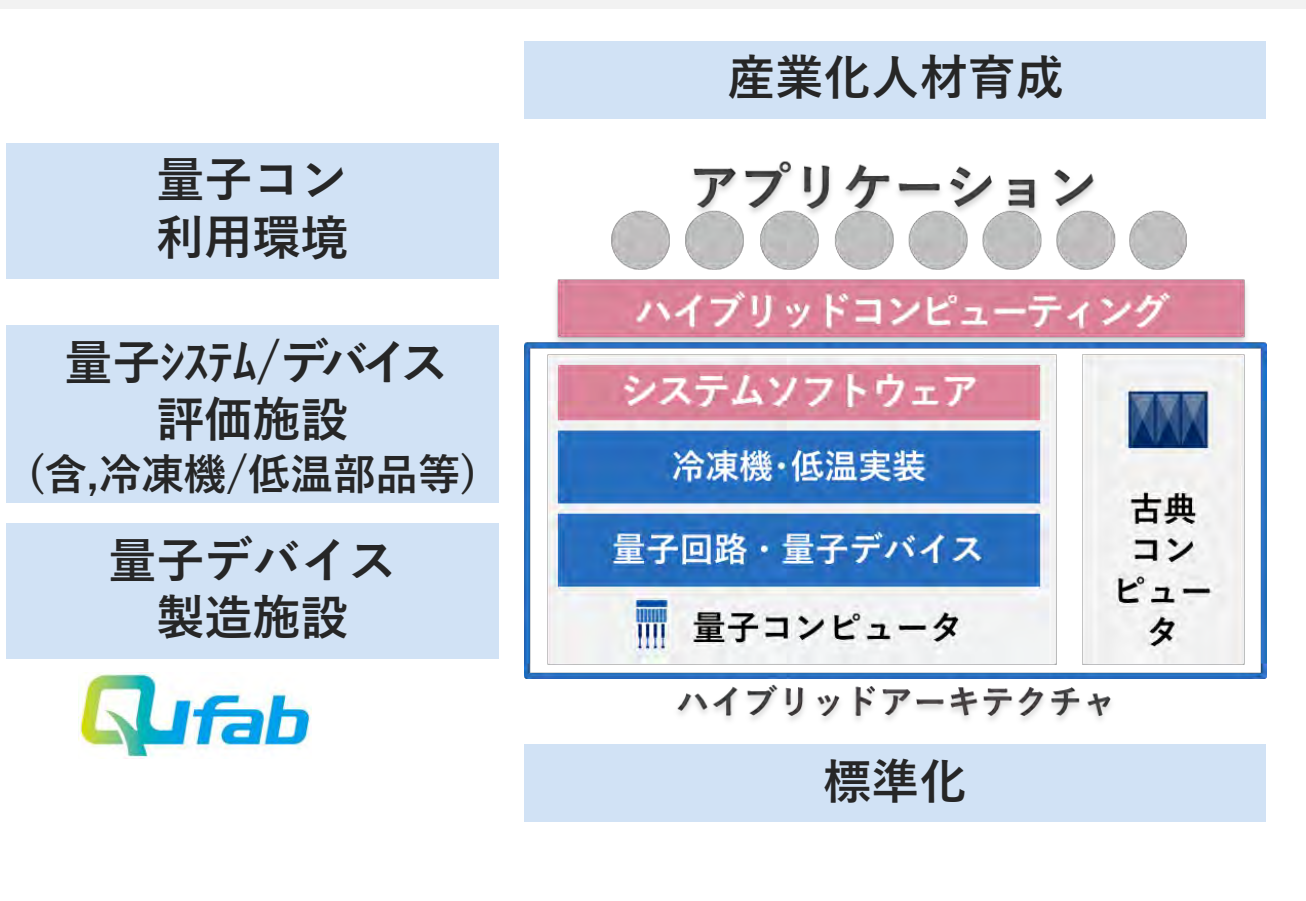 産業化人材育成
量子コン
利用環境
量子ｼｽﾃﾑ/デバイス
評価施設
(含,冷凍機/低温部品等)
量子デバイス
製造施設
Qufab
アプリケーション
ハイブリッドコンピューティング
システムソフトウェア
冷凍機･低温実装
量子回路・量子デバイス
量子コンピュータ
古典
コン
ピュー
タ
ハイブリッドアーキテクチャ
標準化